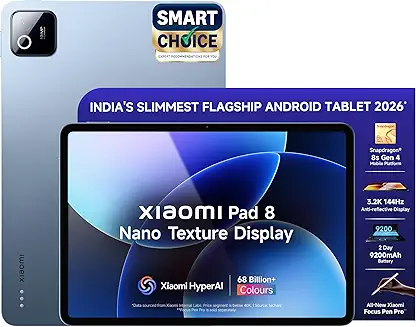 SMART
CHOICE
EXPERT RECOMMENDATIONS FOR YOU
INDIA'S SLIMMEST FLAGSHIP ANDROID TABLET 2026*
Snapdragon®
8s Gen 4
Mobile Platform
3.2K 144Hz
Anti-reflective Display
9200
2 Day
9200mAh
Battery
All-New Xiaomi
Focus Pen Pro^
xiaomi Pad 8
Nano Texture Display
Xiaomi HyperAI
68 Billion+
Colours
xiaomi